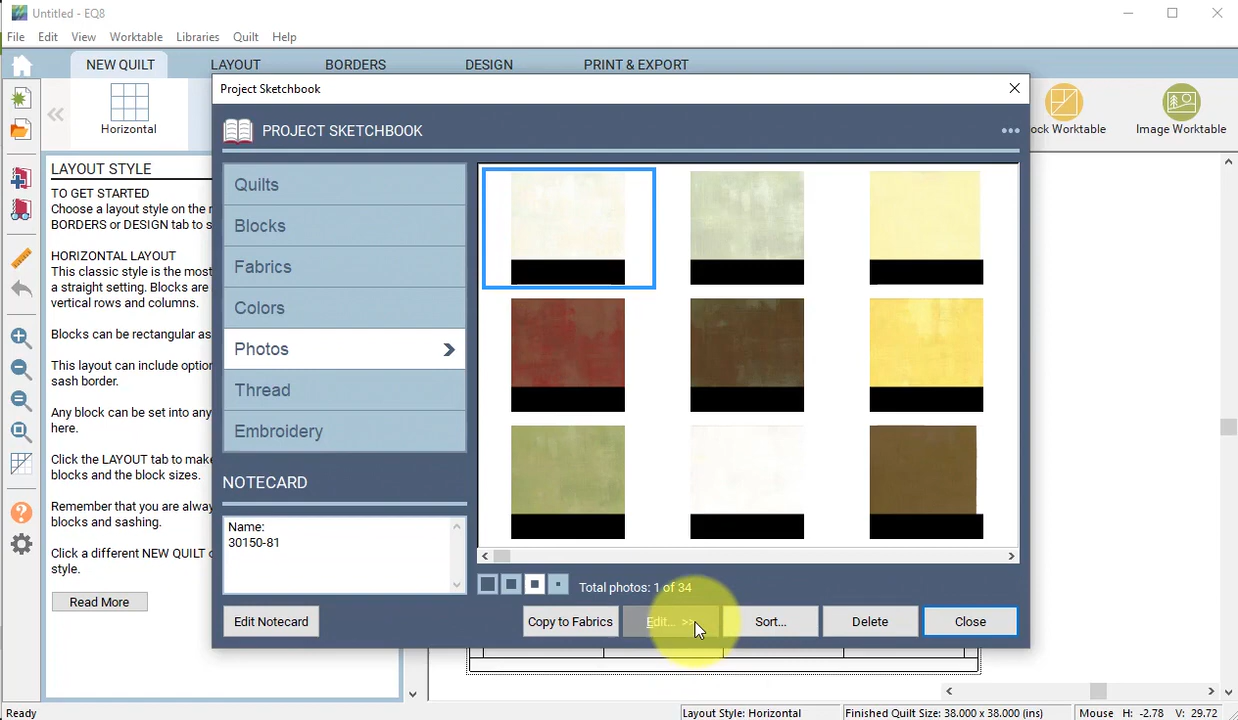 Untitled - EQ8
File Edit View Worktable Libraries Quilt Help
NEW QUILT LAYOUT BORDERS DESIGN PRINT & EXPORT
Horizontal
ock Worktable
Image Worktable
LAYOUT STYLE
TO GET STARTED
Choose a layout style on the r
BORDERS or DESIGN tab to s
HORIZONTAL LAYOUT
This classic style is the most
a straight setting. Blocks are
vertical rows and columns.
Blocks can be rectangular as
This layout can include option
sash border.
Any block can be set into any
here.
Click the LAYOUT tab to make
blocks and the block sizes.
Remember that you are alway
blocks and sashing.
Click a different NEW QUILT o
style.
Read More
Project Sketchbook
PROJECT SKETCHBOOK
Quilts
Blocks
Fabrics
Colors
Photos
Thread
Embroidery
NOTECARD
Name:
30150-81
Total photos: 1 of 34
Edit Notecard
Copy to Fabrics
Edit... >>
Sort...
Delete
Close
Ready
Layout Style: Horizontal
Finished Quilt Size: 38.000 x 38.000 (ins)
Mouse H: -2.78 V: 29.72